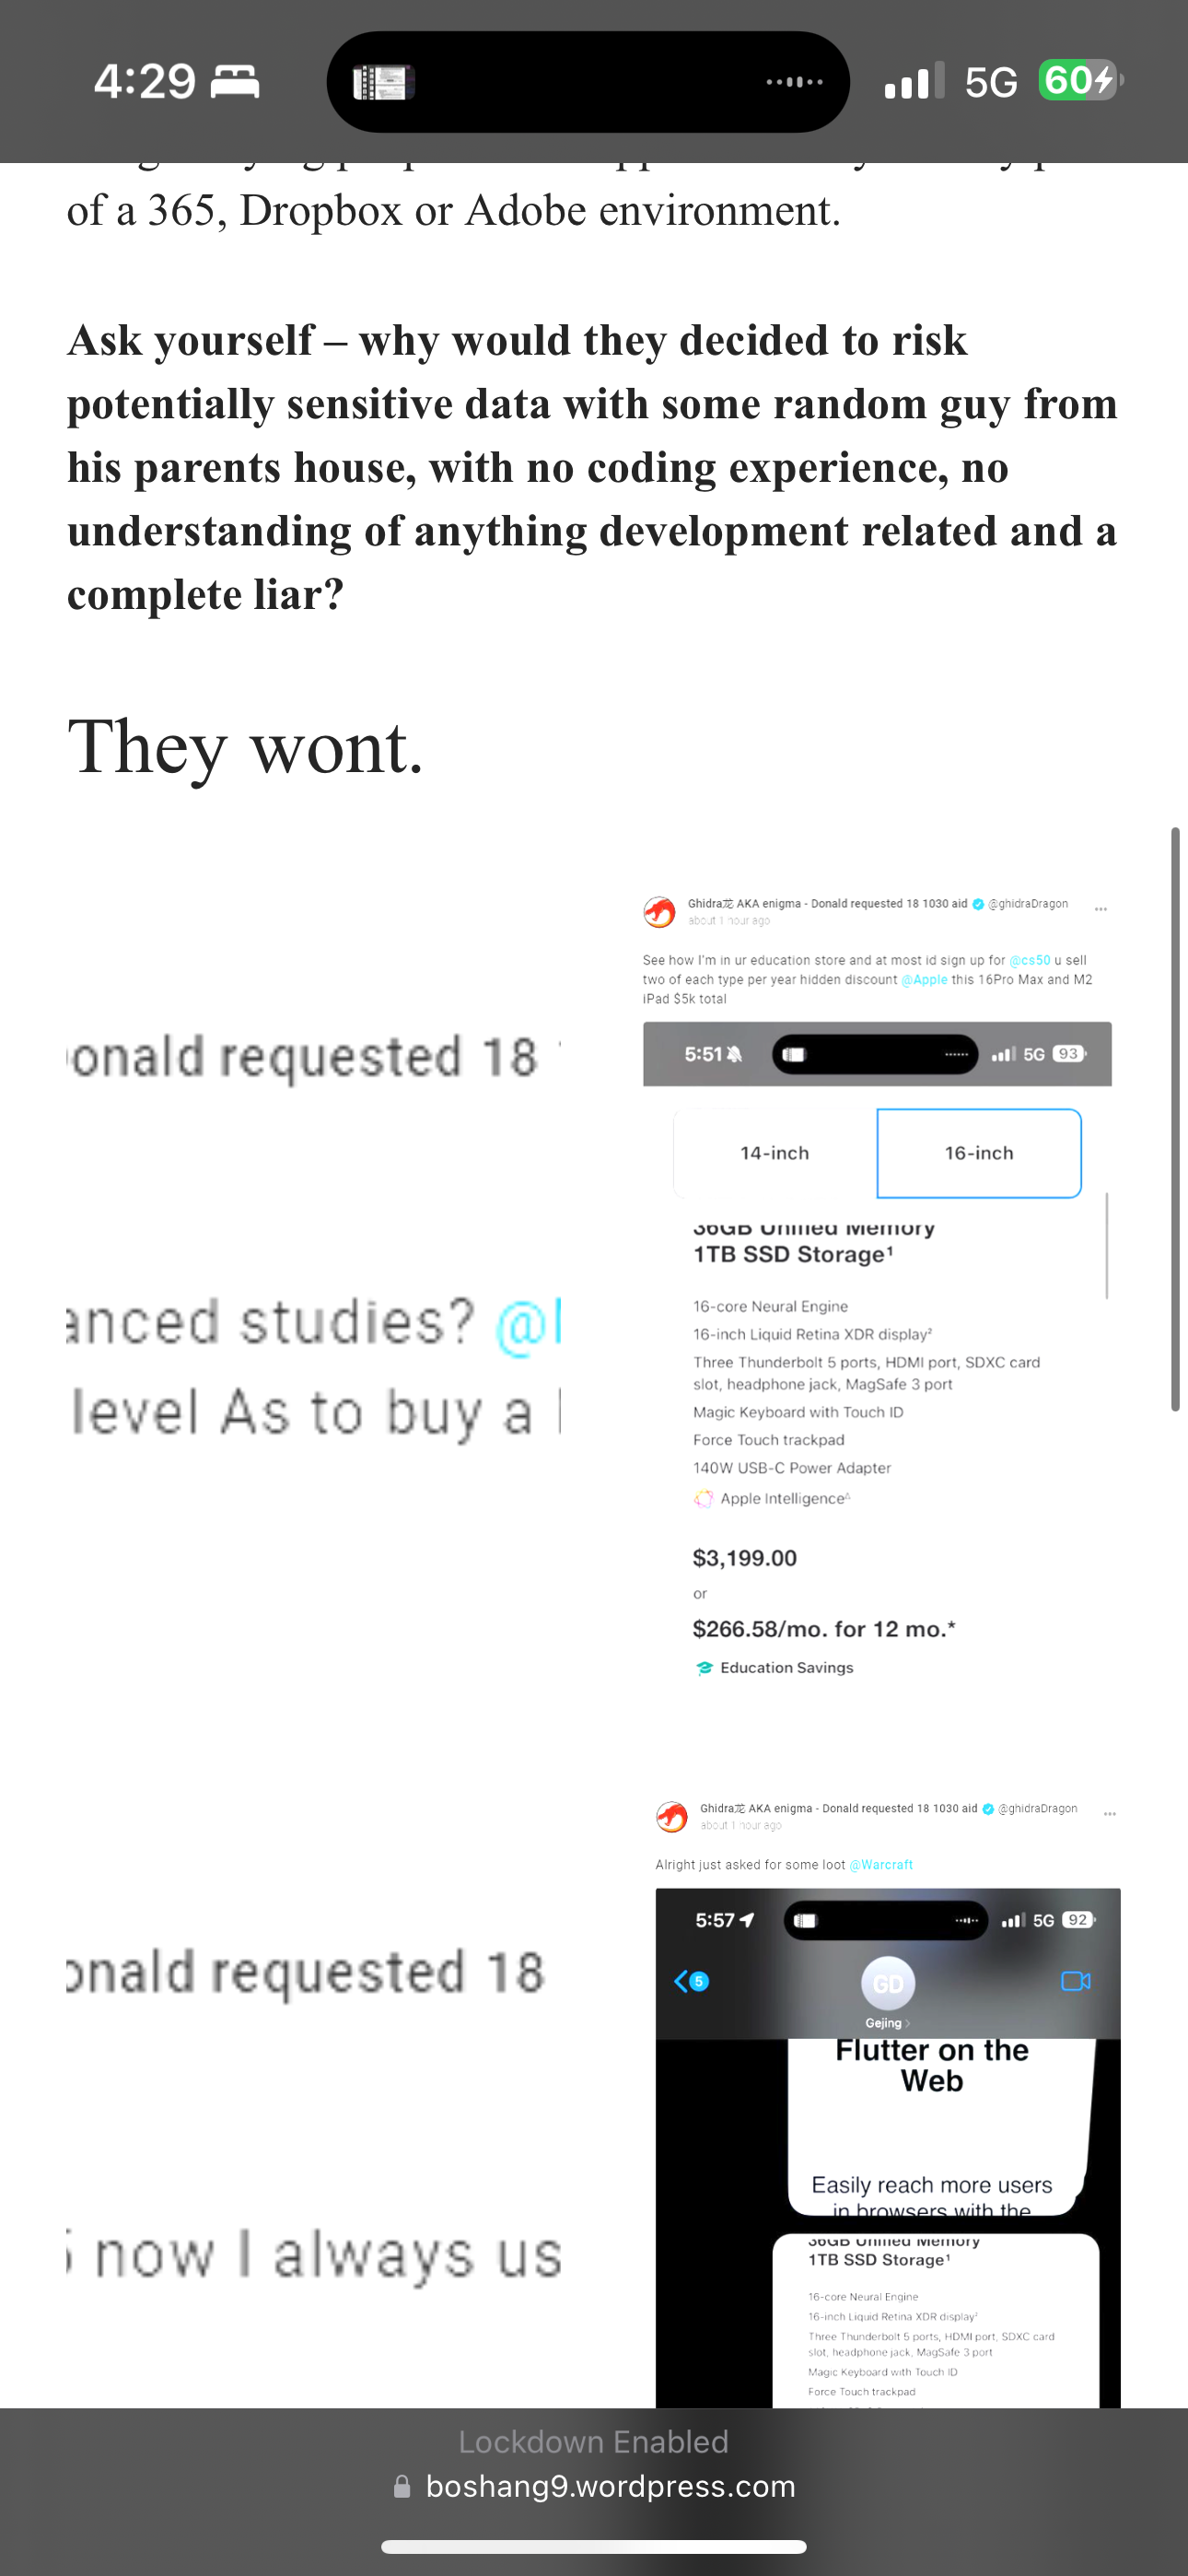 4:29
5G 60
of a 365, Dropbox or Adobe environment.
Ask yourself – why would they decided to risk
potentially sensitive data with some random guy from
his parents house, with no coding experience, no
understanding of anything development related and a
complete liar?
They wont.
onald requested 18
anced studies? @
level As to buy a
Ghidra龙 AKA enigma - Donald requested 18 1030 aid @ghidraDragon
about 1 hour ago
See how I'm in ur education store and at most id sign up for @cs50 u sell
two of each type per year hidden discount @Apple this 16Pro Max and M2
iPad $5k total
5:51
5G 93
14-inch
16-inch
36GB Unified Memory
1TB SSD Storage¹
16-core Neural Engine
16-inch Liquid Retina XDR display²
Three Thunderbolt 5 ports, HDMI port, SDXC card
slot, headphone jack, MagSafe 3 port
Magic Keyboard with Touch ID
Force Touch trackpad
140W USB-C Power Adapter
Apple Intelligence
$3,199.00
or
$266.58/mo. for 12 mo.*
Education Savings
onald requested 18
now I always us
Ghidra龙 AKA enigma - Donald requested 18 1030 aid @ghidraDragon
about 1 hour ago
Alright just asked for some loot @Warcraft
5:57
5G 92
5
GD
Gejing
Flutter on the
Web
Easily reach more users
in browsers with the
36GB Unified Memory
1TB SSD Storage¹
16-core Neural Engine
16-inch Liquid Retina XDR display²
Three Thunderbolt 5 ports, HDMI port, SDXC card
slot, headphone jack, MagSafe 3 port
Magic Keyboard with Touch ID
Force Touch trackpad
Lockdown Enabled
boshang9.wordpress.com